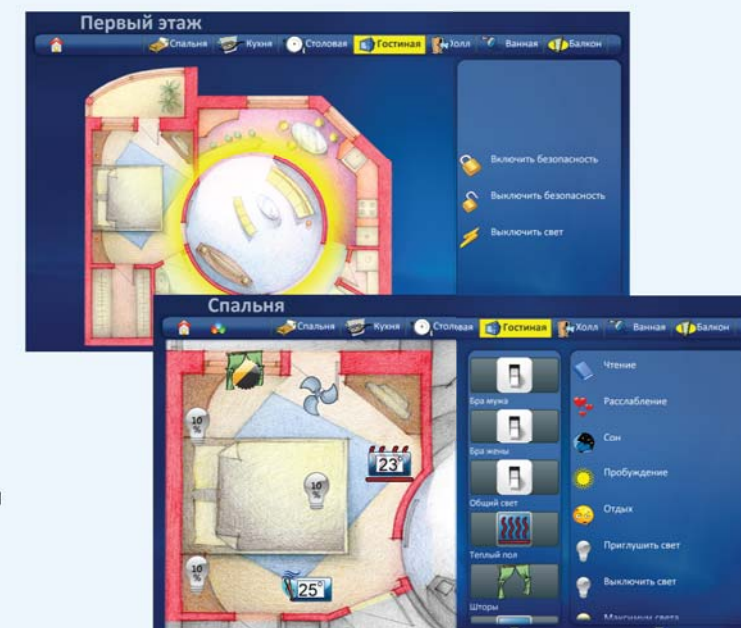 Первый этаж
Спальня Кухня Столовая Гостиная Холл Ванная Балкон
Включить безопасность
Выключить безопасность
Выключить свет
Спальня
Спальня Кухня Столовая Гостиная Холл Ванная Балкон
10 %
23°
10 %
10 %
25°
Бра мужа
Бра жены
Общий свет
Теплый пол
Шторы
Чтение
Расслабление
Сон
Пробуждение
Отдых
Приглушить свет
Выключить свет
Максимум света